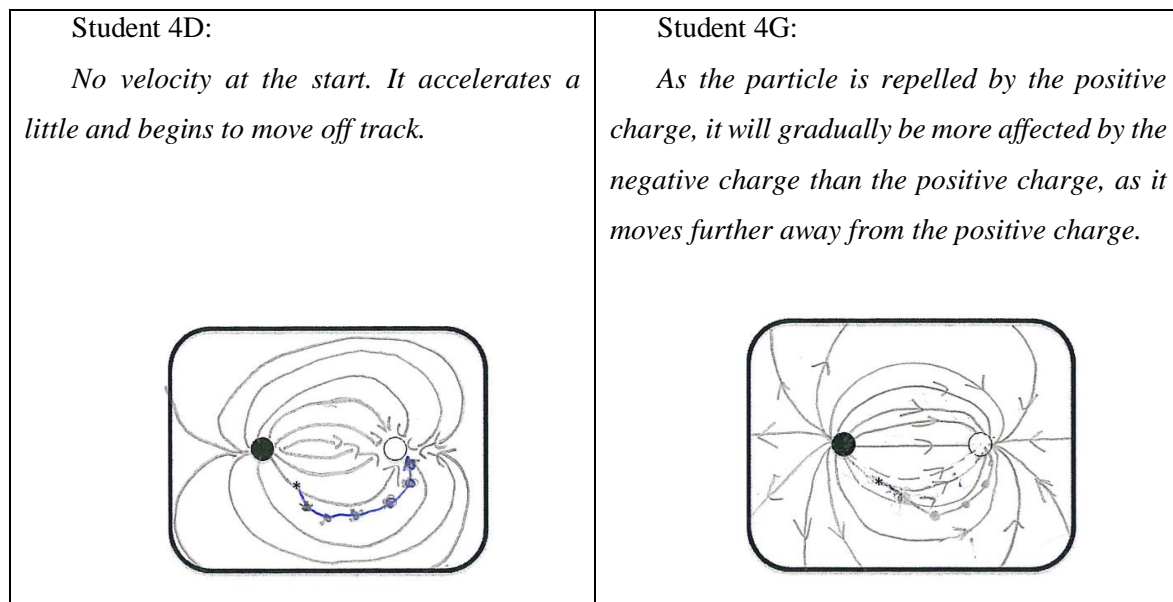 Student 4D:
No velocity at the start. It accelerates a
little and begins to move off track.
Student 4G:
As the particle is repelled by the positive
charge, it will gradually be more affected by the
negative charge than the positive charge, as it
moves further away from the positive charge.